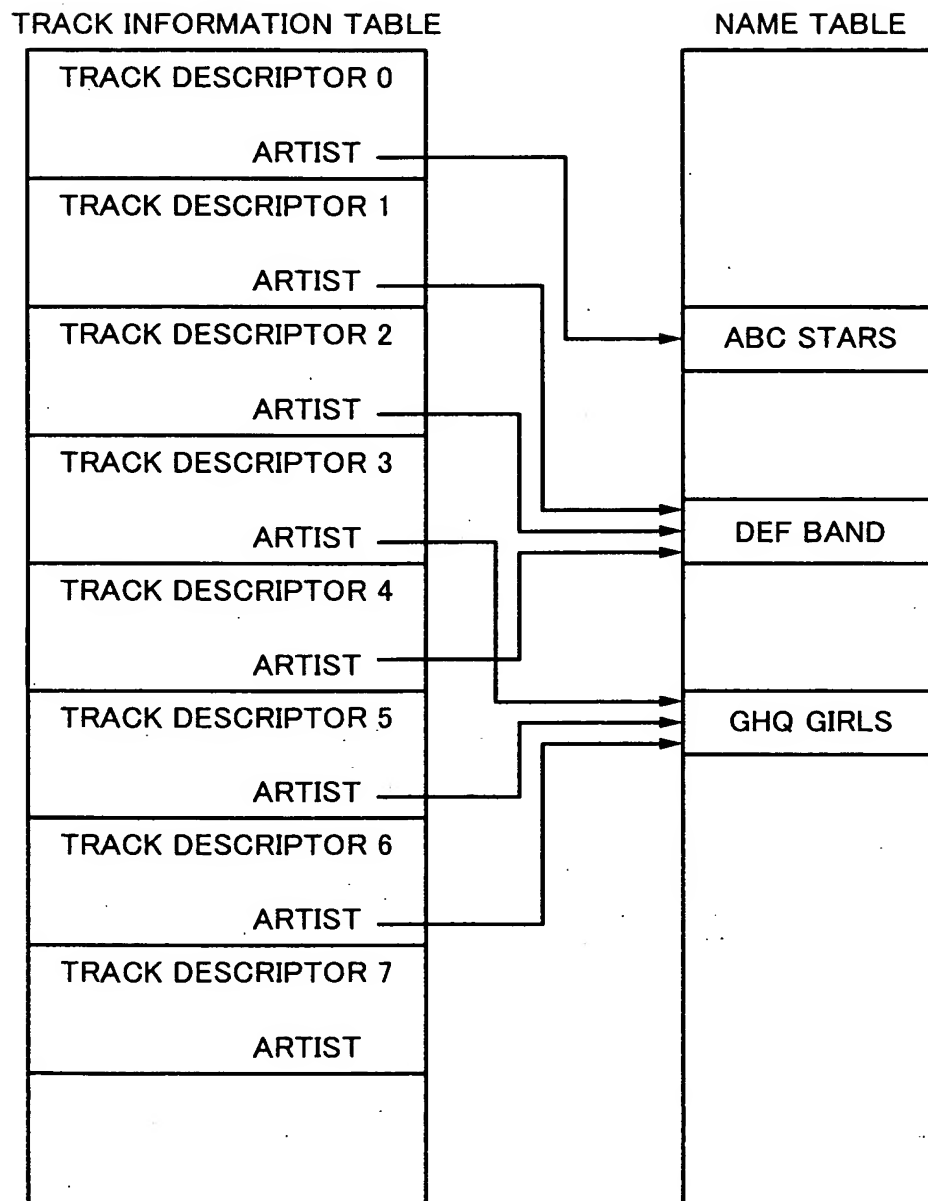 TRACK INFORMATION TABLE
TRACK DESCRIPTOR 0
ARTIST
TRACK DESCRIPTOR 1
ARTIST
TRACK DESCRIPTOR 2
ARTIST
TRACK DESCRIPTOR 3
ARTIST
TRACK DESCRIPTOR 4
ARTIST
TRACK DESCRIPTOR 5
ARTIST
TRACK DESCRIPTOR 6
ARTIST
TRACK DESCRIPTOR 7
ARTIST
NAME TABLE
ABC STARS
DEF BAND
GHQ GIRLS